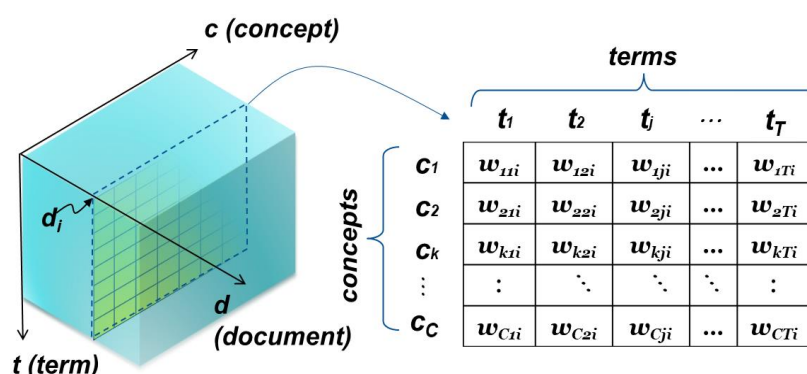 c (concept)
d_i
d
(document)
t (term)
terms
t_1 t_2 t_j ... t_T
concepts
c_1 w_11i w_12i w_1ji ... w_1Ti
c_2 w_21i w_22i w_2ji ... w_2Ti
c_k w_k1i w_k2i w_kji ... w_kTi
⋮ : ⋱ ⋱ ⋱ :
c_C w_C1i w_C2i w_Cji ... w_CTi